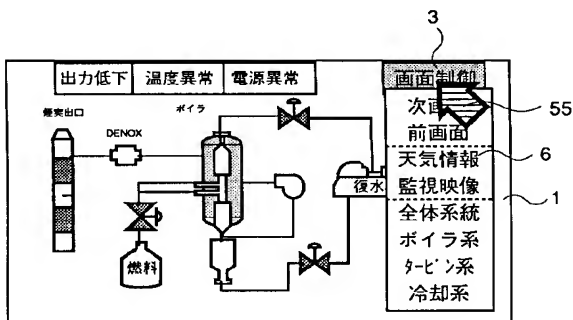 3
出力低下 温度異常 電源異常
画面制御
煙突出口
ボイラ
DENOX
燃料
復水
次画
前画面
天気情報
監視映像
全体系統
ボイラ系
タービン系
冷却系
55
6
1